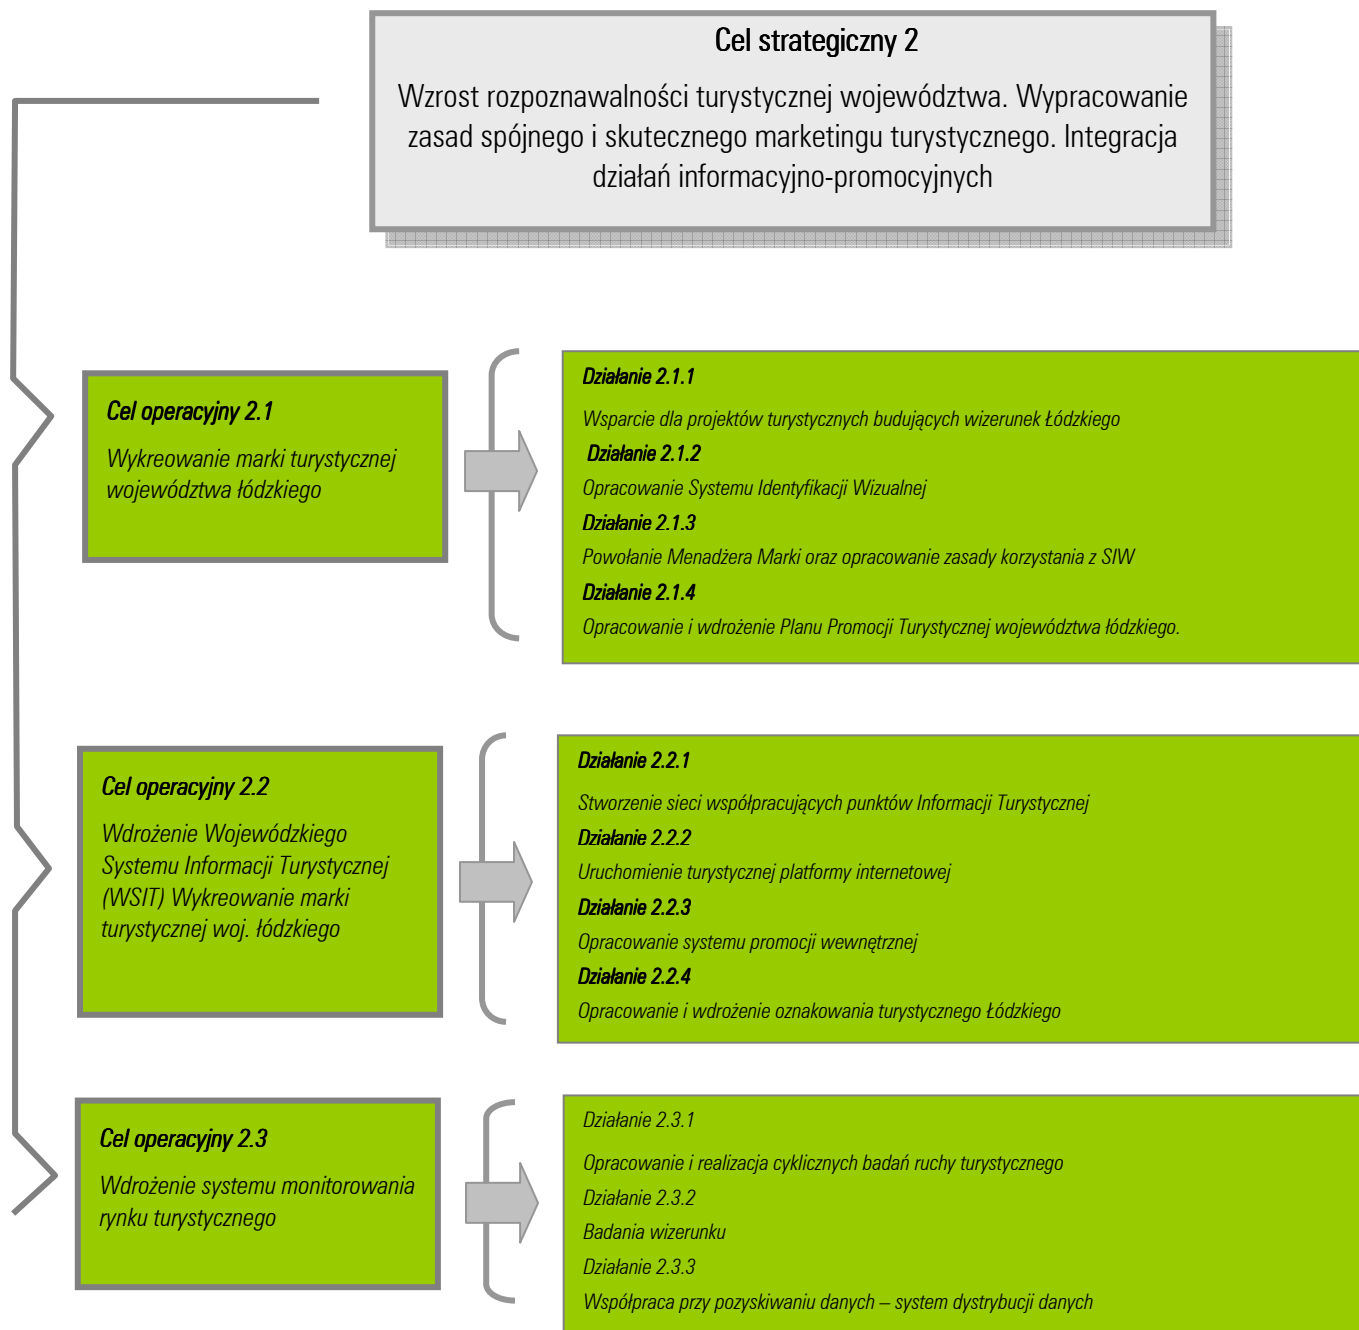 Cel strategiczny 2
Wzrost rozpoznawalności turystycznej województwa. Wypracowanie
zasad spójnego i skutecznego marketingu turystycznego. Integracja
działań informacyjno-promocyjnych
Cel operacyjny 2.1
Wykreowanie marki turystycznej
województwa łódzkiego
Działanie 2.1.1
Wsparcie dla projektów turystycznych budujących wizerunek Łódzkiego
Działanie 2.1.2
Opracowanie Systemu Identyfikacji Wizualnej
Działanie 2.1.3
Powołanie Menadżera Marki oraz opracowanie zasady korzystania z SIW
Działanie 2.1.4
Opracowanie i wdrożenie Planu Promocji Turystycznej województwa łódzkiego.
Cel operacyjny 2.2
Wdrożenie Wojewódzkiego
Systemu Informacji Turystycznej
(WSIT) Wykreowanie marki
turystycznej woj. łódzkiego
Działanie 2.2.1
Stworzenie sieci współpracujących punktów Informacji Turystycznej
Działanie 2.2.2
Uruchomienie turystycznej platformy internetowej
Działanie 2.2.3
Opracowanie systemu promocji wewnętrznej
Działanie 2.2.4
Opracowanie i wdrożenie oznakowania turystycznego Łódzkiego
Cel operacyjny 2.3
Wdrożenie systemu monitorowania
rynku turystycznego
Działanie 2.3.1
Opracowanie i realizacja cyklicznych badań ruchy turystycznego
Działanie 2.3.2
Badania wizerunku
Działanie 2.3.3
Współpraca przy pozyskiwaniu danych – system dystrybucji danych